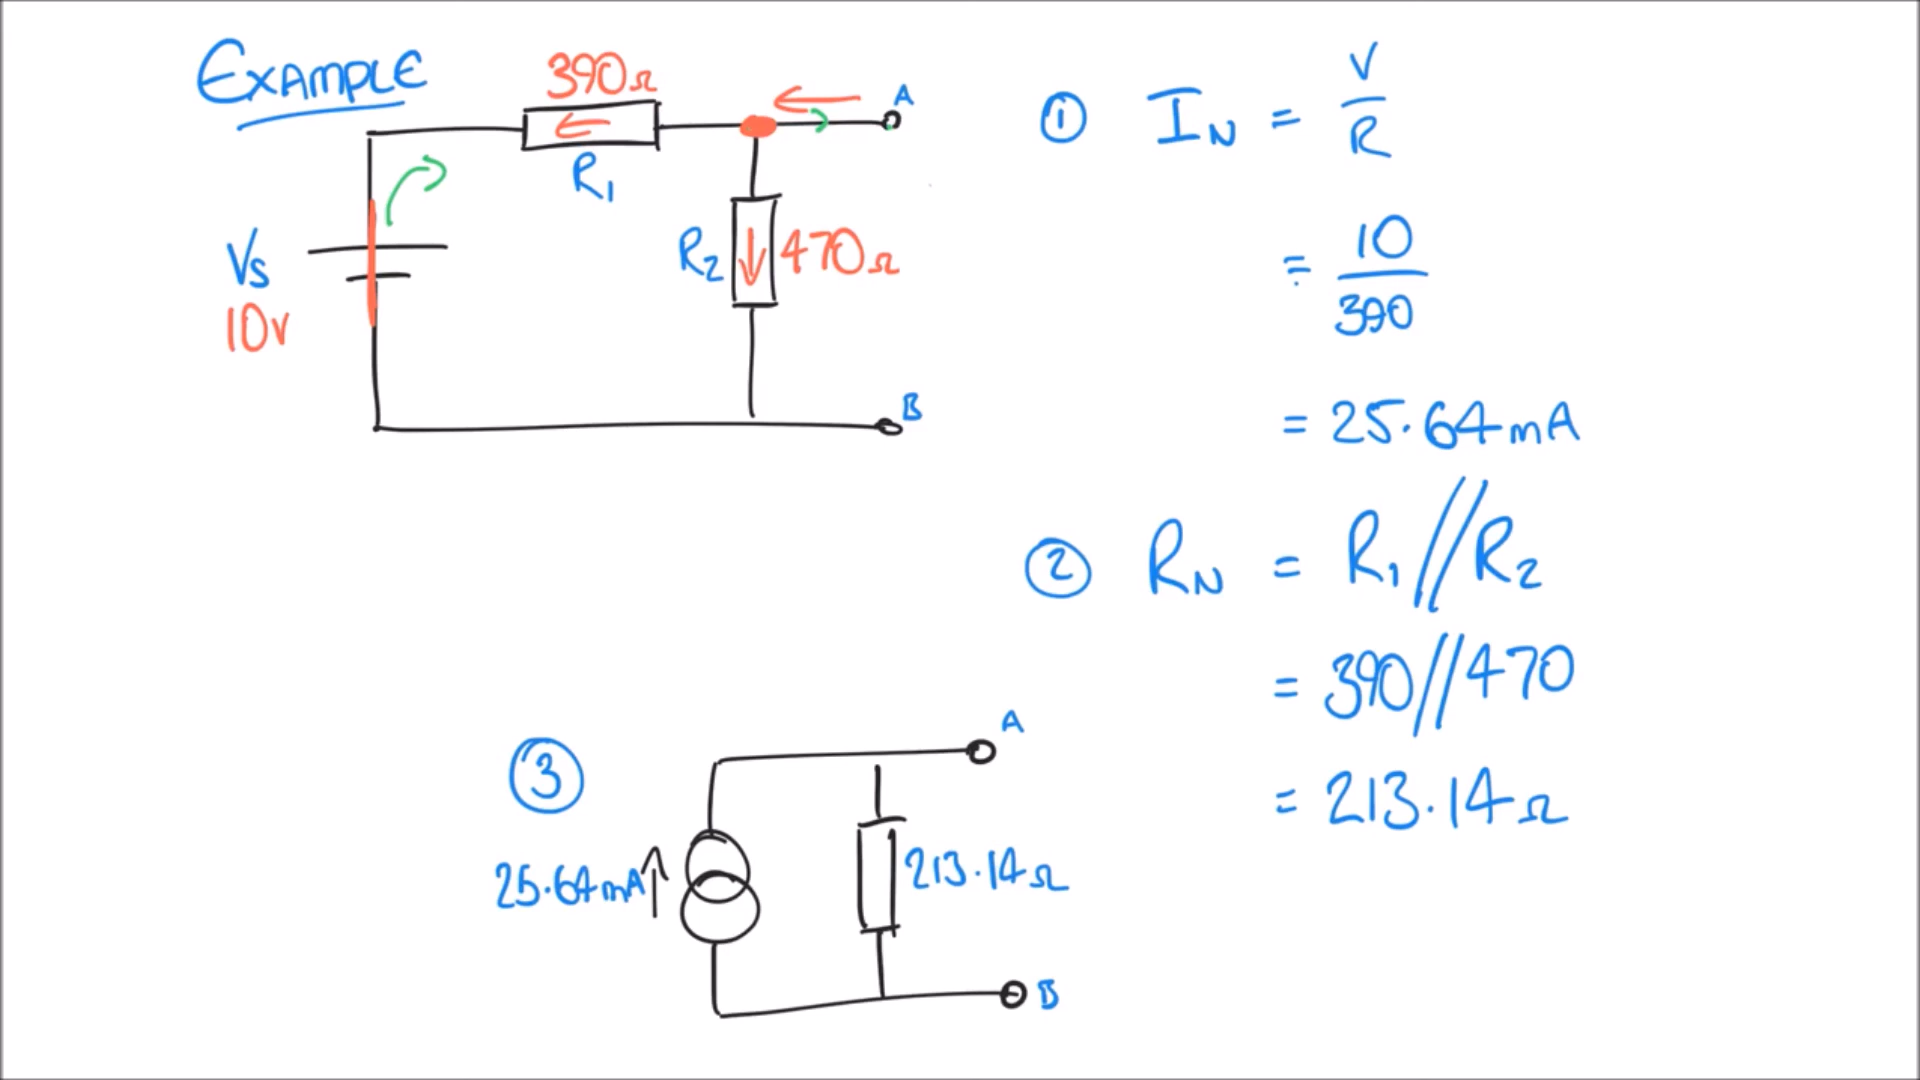 EXAMPLE
390Ω
R1
A
Vs
10v
R2
470Ω
B
① IN = V/R
= 10/390
= 25.64mA
② RN = R1//R2
= 390//470
= 213.14Ω
③
A
25.64mA
213.14Ω
B